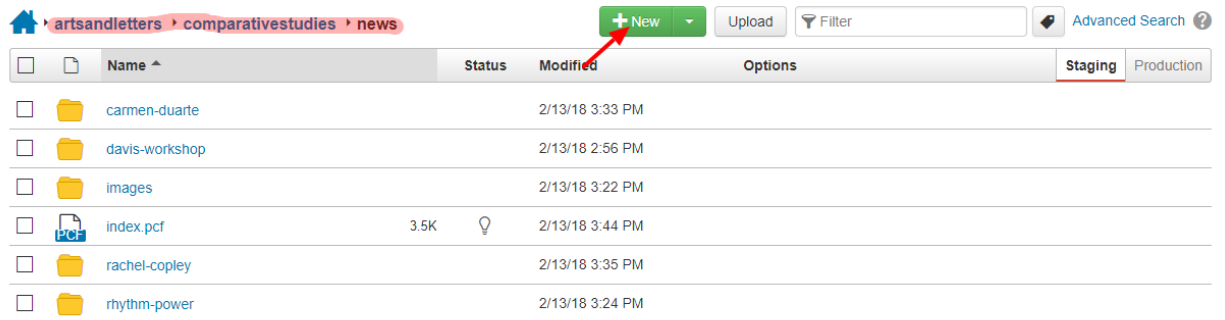 artsandletters comparativestudies news New Upload Filter Advanced Search ?
Name Status Modified Options Staging Production
carmen-duarte 2/13/18 3:33 PM
davis-workshop 2/13/18 2:56 PM
images 2/13/18 3:22 PM
PCF index.pcf 3.5K 2/13/18 3:44 PM
rachel-copley 2/13/18 3:35 PM
rhythm-power 2/13/18 3:24 PM